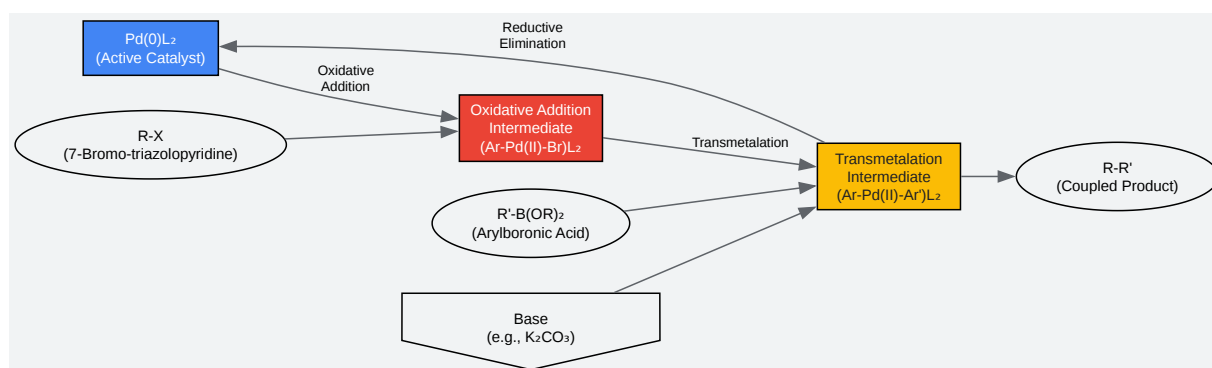 Pd(0)L₂
(Active Catalyst)
Reductive
Elimination
Oxidative
Addition
R-X
(7-Bromo-triazolopyridine)
Oxidative Addition
Intermediate
(Ar-Pd(II)-Br)L₂
Transmetalation
Transmetalation
Intermediate
(Ar-Pd(II)-Ar')L₂
R-R'
(Coupled Product)
R'-B(OR)₂
(Arylboronic Acid)
Base
(e.g., K₂CO₃)